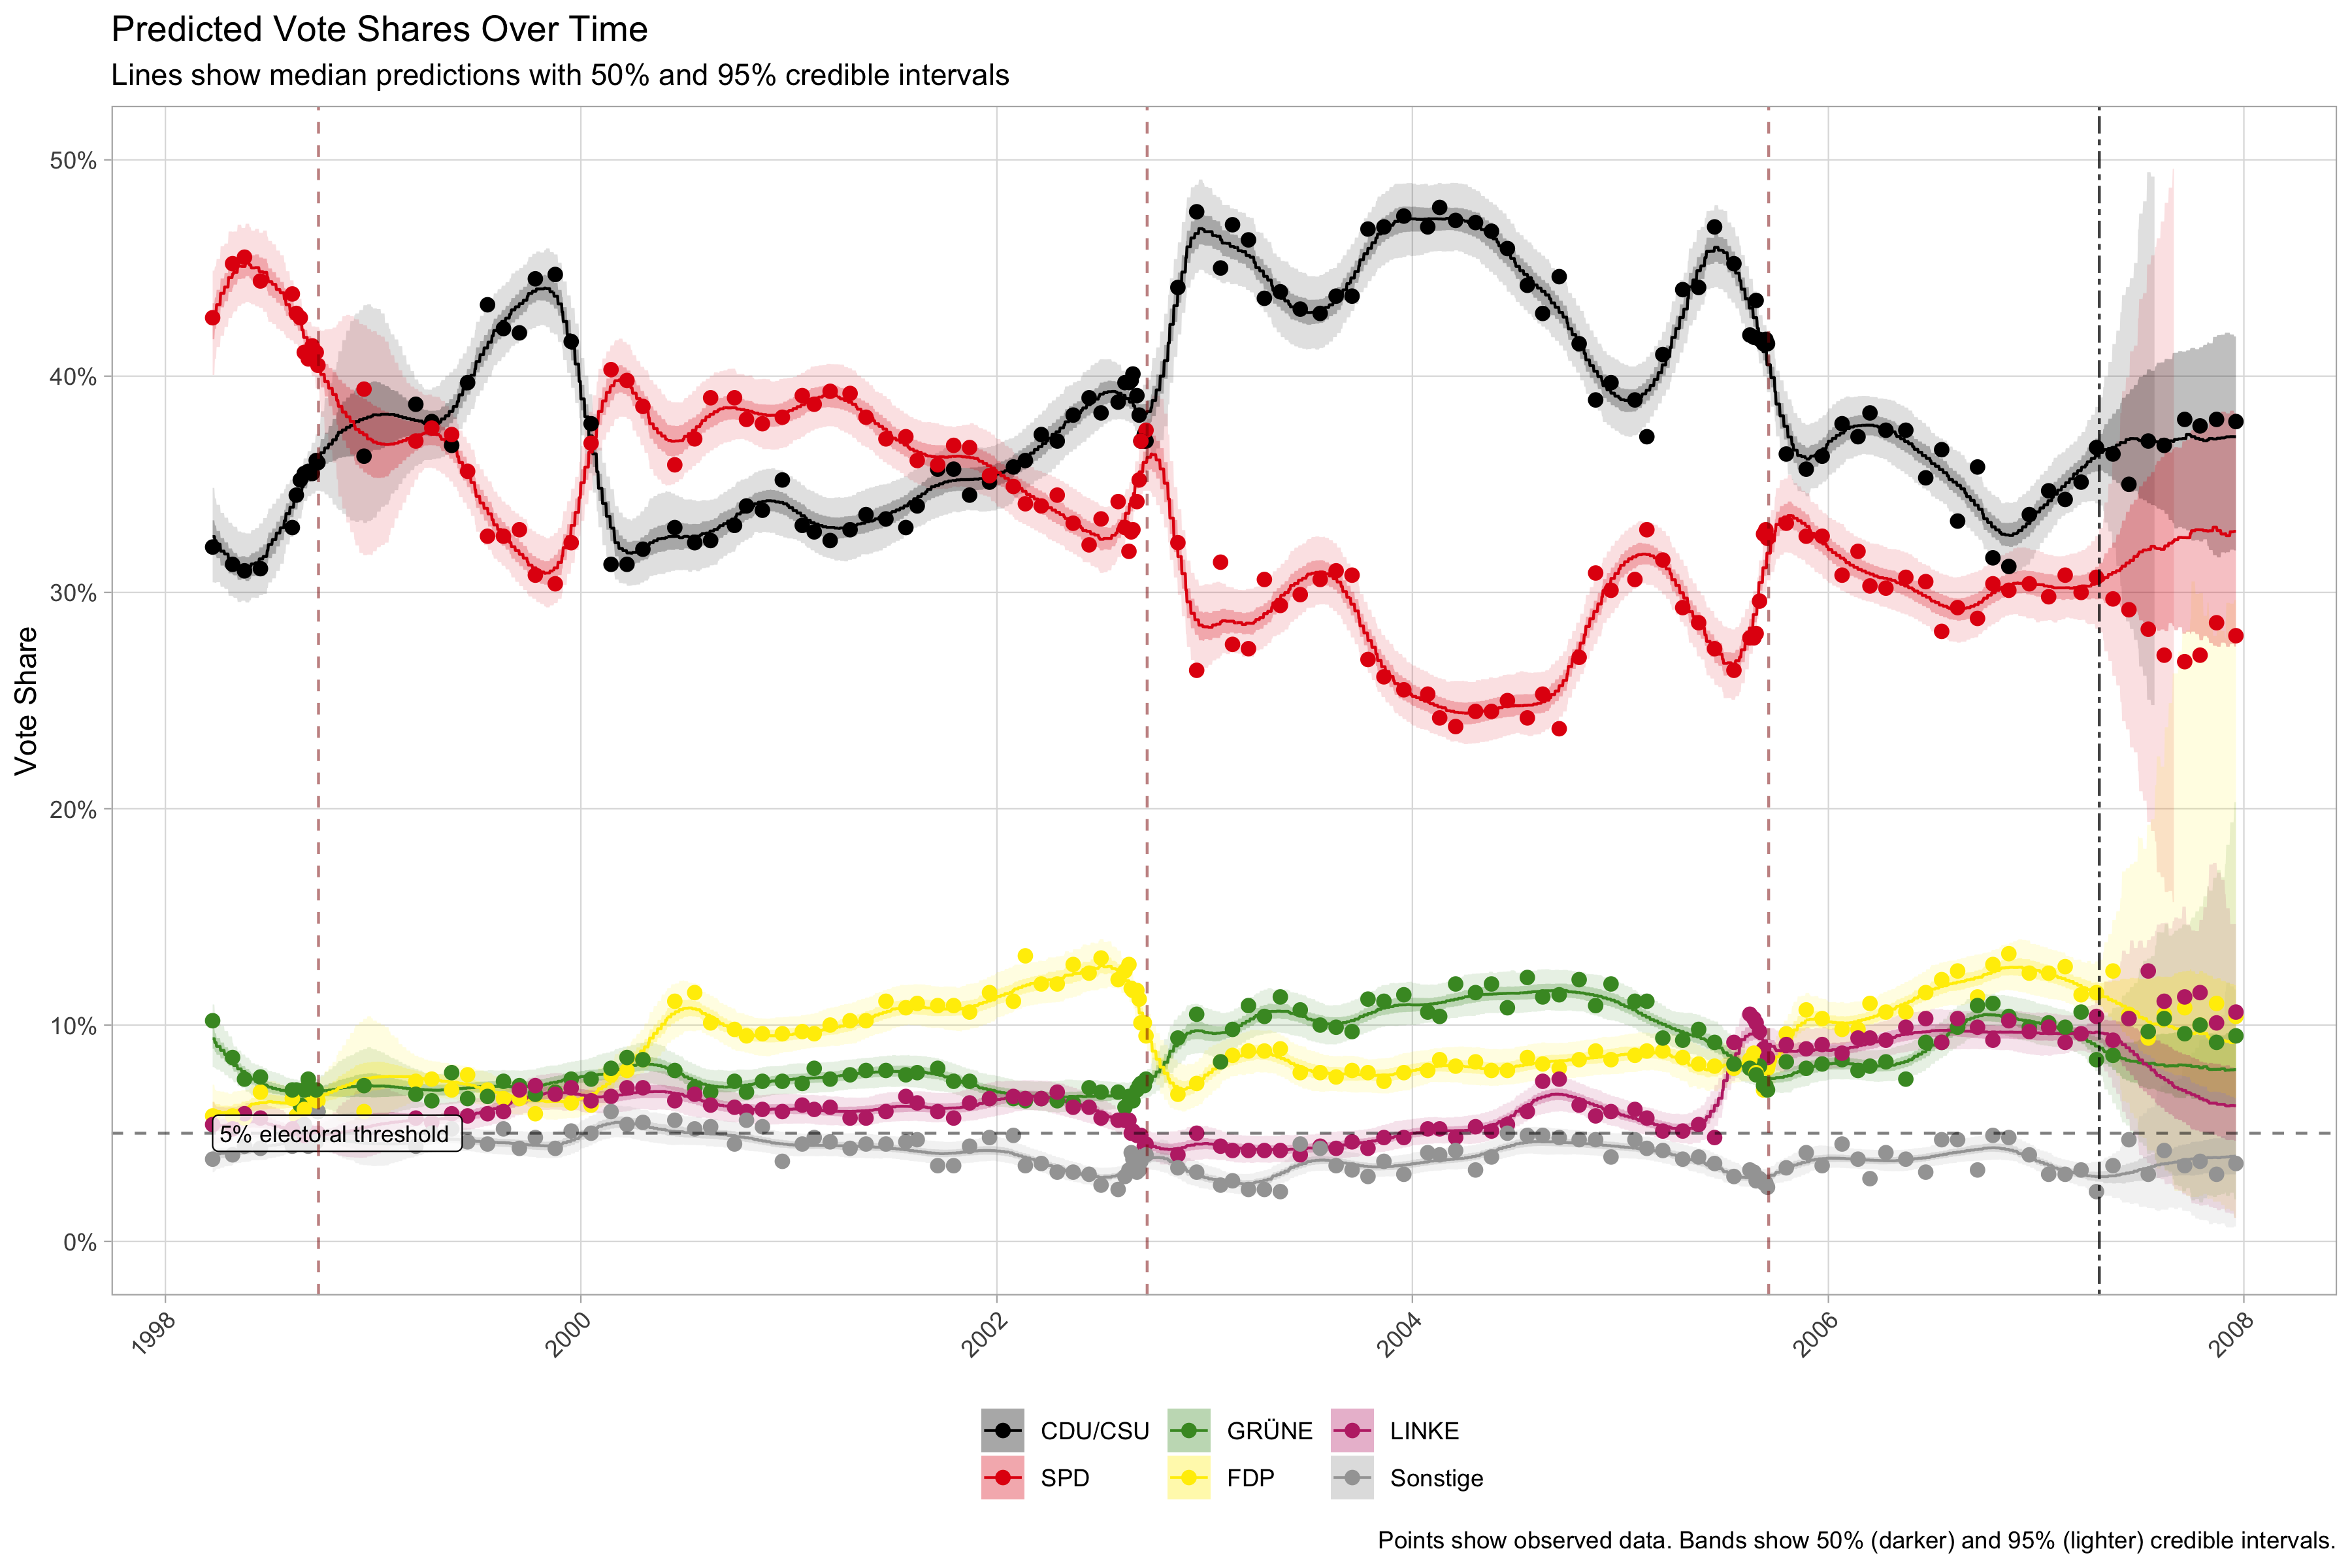 Predicted Vote Shares Over Time
Lines show median predictions with 50% and 95% credible intervals
Vote Share
50%
40%
30%
20%
10%
0%
5% electoral threshold
1998
2000
2002
2004
2006
2008
CDU/CSU
GRÜNE
LINKE
SPD
FDP
Sonstige
Points show observed data. Bands show 50% (darker) and 95% (lighter) credible intervals.